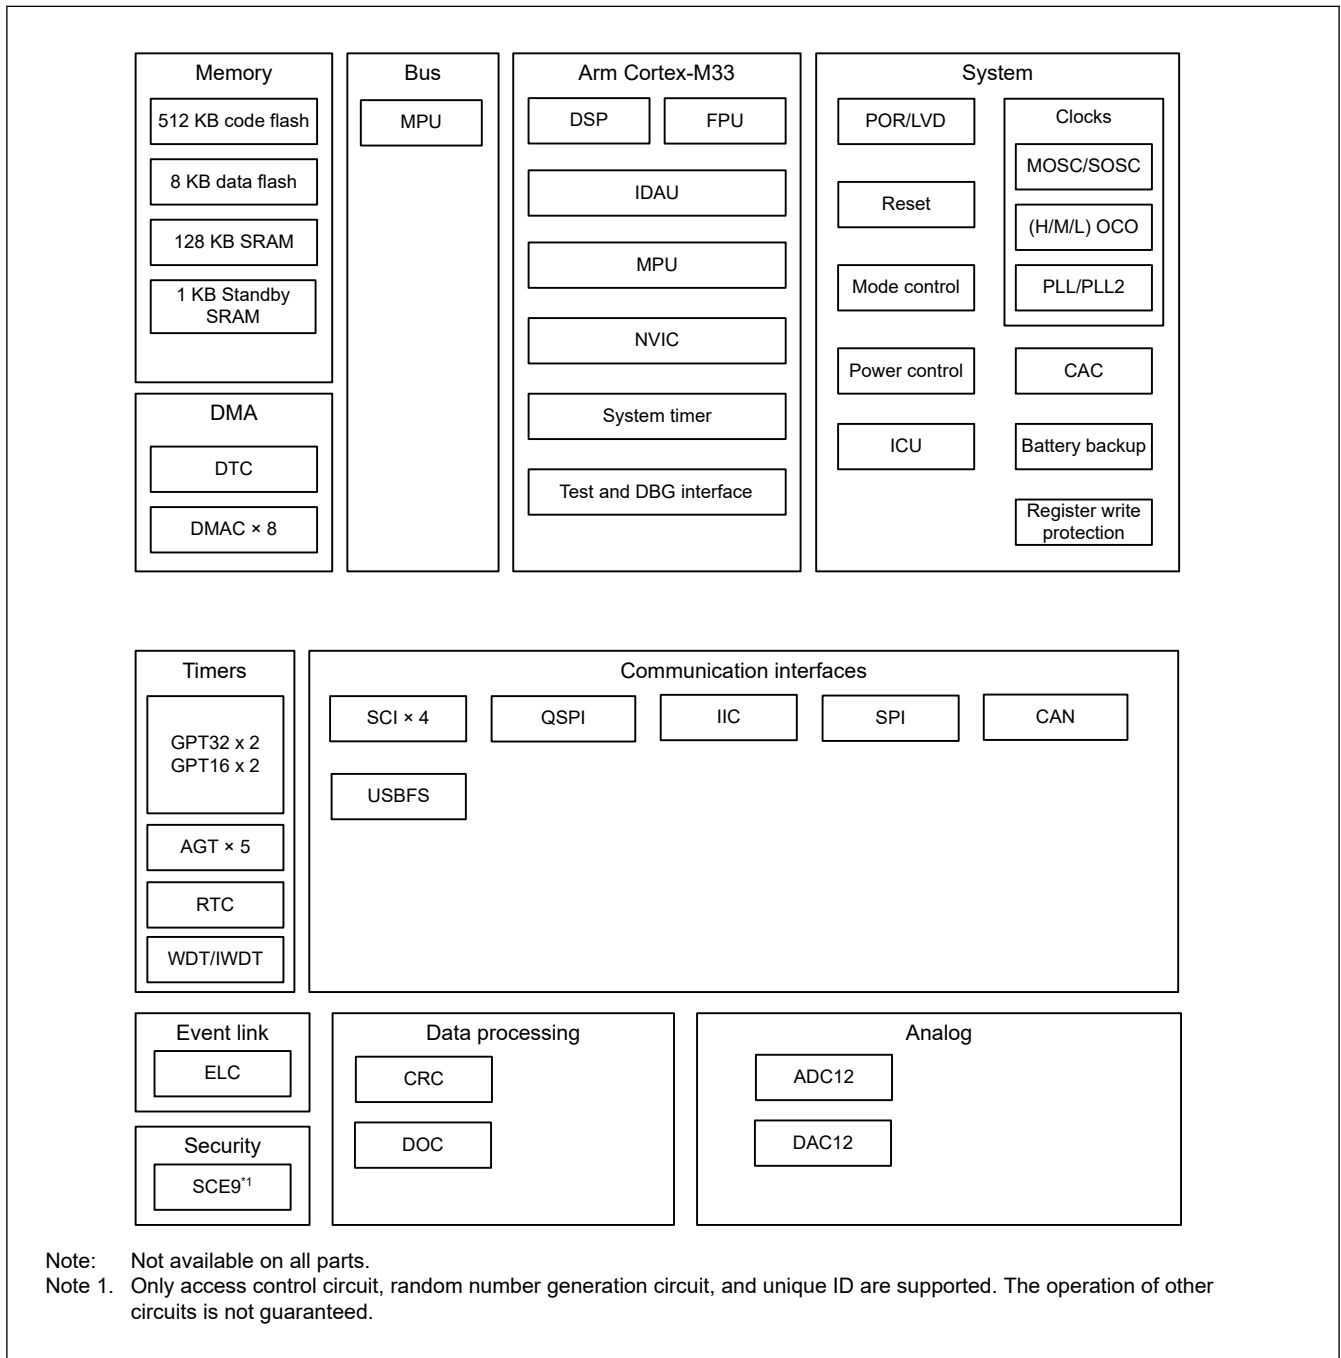 Memory
512 KB code flash
8 KB data flash
128 KB SRAM
1 KB Standby
SRAM
DMA
DTC
DMAC × 8
Bus
MPU
Arm Cortex-M33
DSP
FPU
IDAU
MPU
NVIC
System timer
Test and DBG interface
System
POR/LVD
Reset
Mode control
Power control
ICU
Clocks
MOSC/SOSC
(H/M/L) OCO
PLL/PLL2
CAC
Battery backup
Register write
protection
Timers
GPT32 x 2
GPT16 x 2
AGT × 5
RTC
WDT/IWDT
Communication interfaces
SCI × 4
QSPI
IIC
SPI
CAN
USBFS
Event link
ELC
Security
SCE9*1
Data processing
CRC
DOC
Analog
ADC12
DAC12
Note: Not available on all parts.
Note 1. Only access control circuit, random number generation circuit, and unique ID are supported. The operation of other
circuits is not guaranteed.